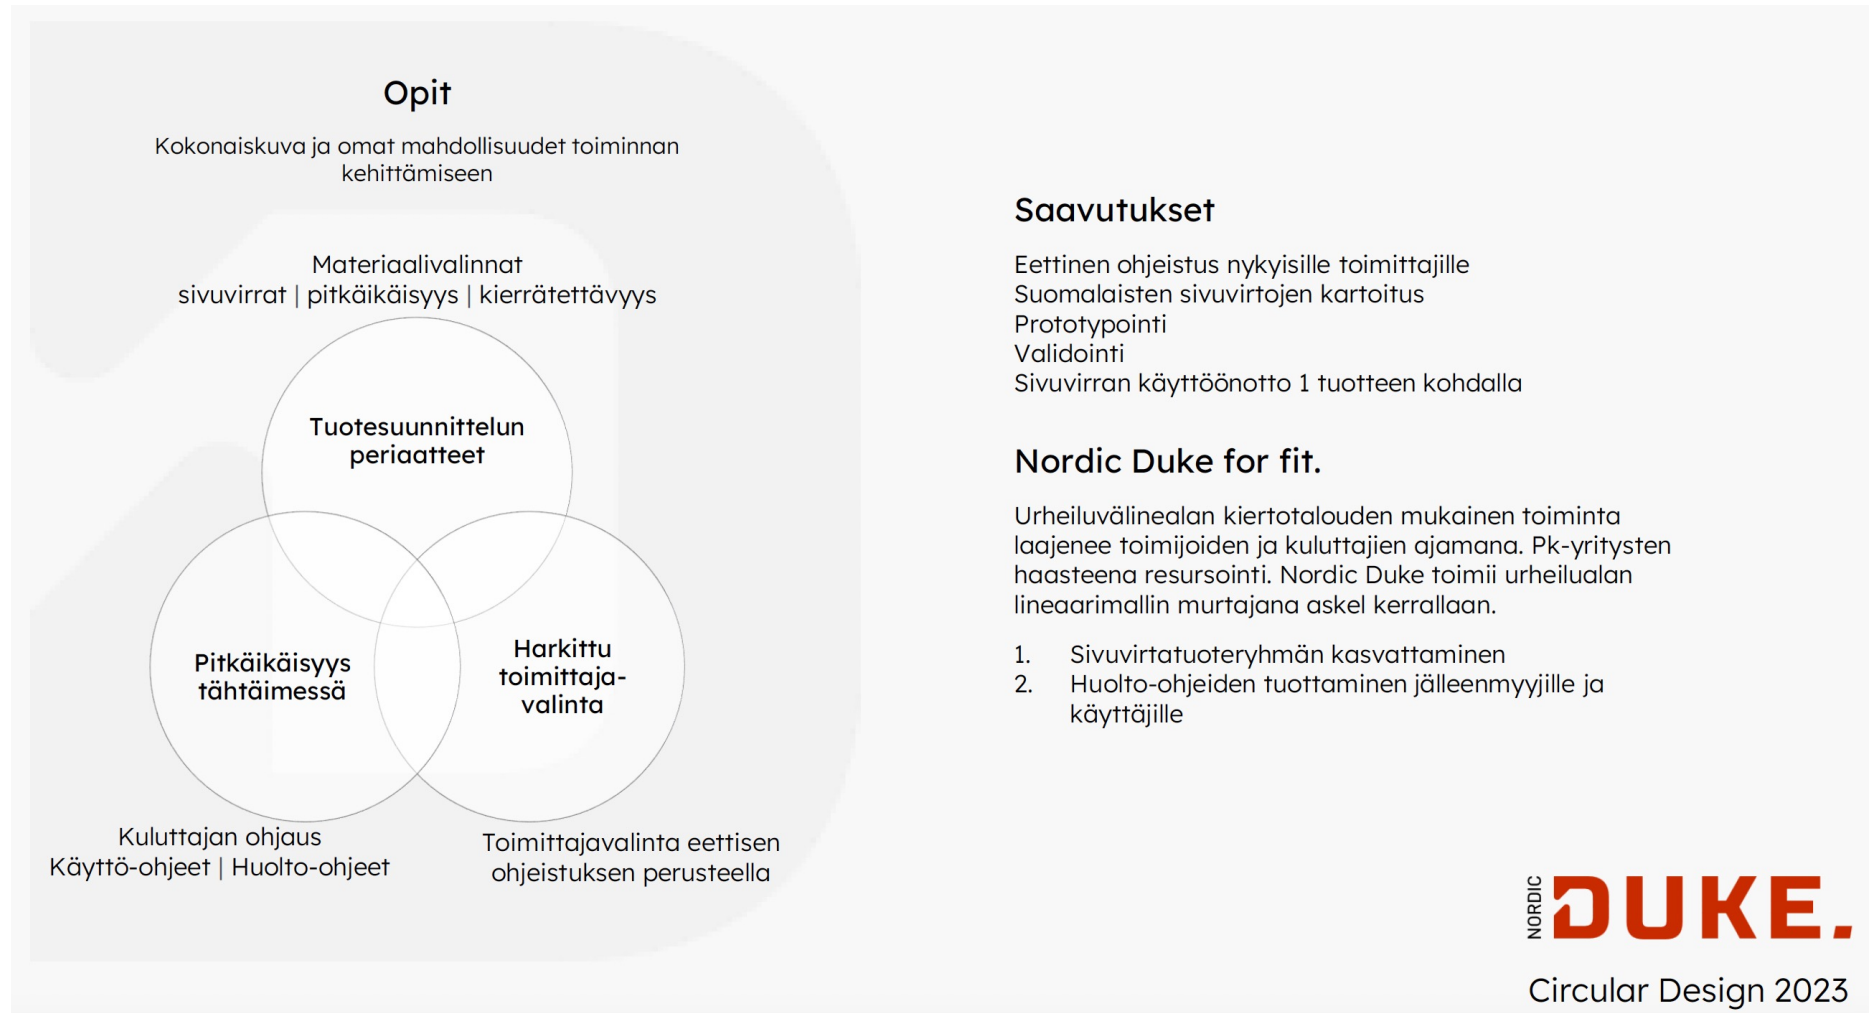 Opit
Kokonaiskuva ja omat mahdollisuudet toiminnan
kehittämiseen
Materiaalivalinnat
sivuvirrat | pitkäikäisyys | kierrätettävyys
Tuotesuunnittelun
periaatteet
Pitkäikäisyys
tähtäimessä
Harkittu
toimittaja-
valinta
Kuluttajan ohjaus
Käyttö-ohjeet | Huolto-ohjeet
Toimittajavalinta eettisen
ohjeistuksen perusteella
Saavutukset
Eettinen ohjeistus nykyisille toimittajille
Suomalaisten sivuvirtojen kartoitus
Prototypointi
Validointi
Sivuvirran käyttöönotto 1 tuotteen kohdalla
Nordic Duke for fit.
Urheiluvälinealan kiertotalouden mukainen toiminta
laajenee toimijoiden ja kuluttajien ajamana. Pk-yritysten
haasteena resursointi. Nordic Duke toimii urheilualan
lineaarimallin murtajana askel kerrallaan.
1. Sivuvirtatuoteryhmän kasvattaminen
2. Huolto-ohjeiden tuottaminen jälleenmyyjille ja
käyttäjille
NORDIC DUKE.
Circular Design 2023